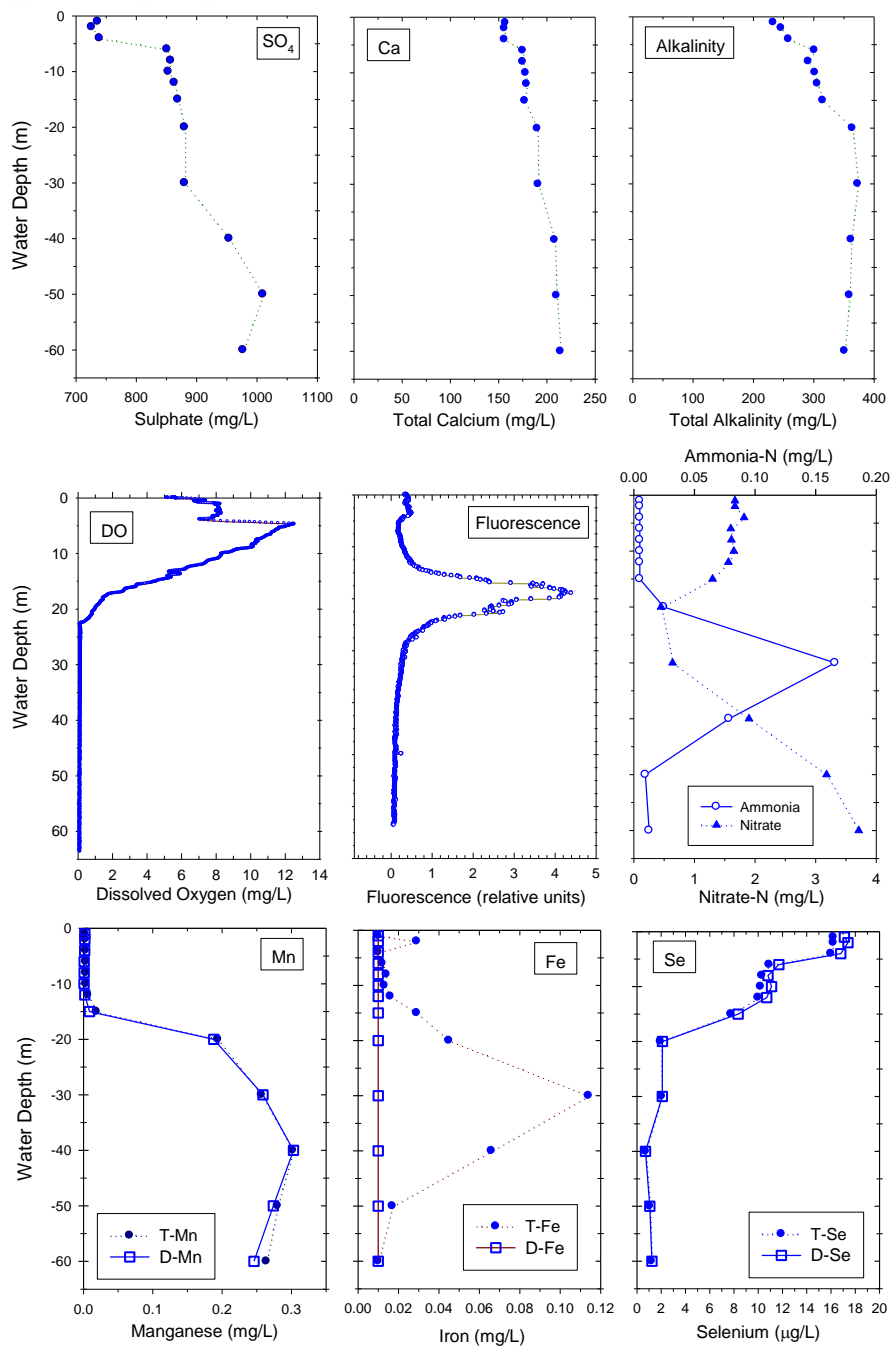 SO4
Ca
Alkalinity
0
-10
-20
-30
-40
-50
-60
Water Depth (m)
700 800 900 1000 1100
Sulphate (mg/L)
0 50 100 150 200 250
Total Calcium (mg/L)
0 100 200 300 400
Total Alkalinity (mg/L)
Ammonia-N (mg/L)
0.00 0.05 0.10 0.15 0.20
DO
Fluorescence
0
10
20
30
40
50
60
Water Depth (m)
Ammonia
Nitrate
0 2 4 6 8 10 12 14
Dissolved Oxygen (mg/L)
0 1 2 3 4 5
Fluorescence (relative units)
0 1 2 3 4
Nitrate-N (mg/L)
Mn
Fe
Se
0
-10
-20
-30
-40
-50
-60
Water Depth (m)
T-Mn
D-Mn
T-Fe
D-Fe
T-Se
D-Se
0.0 0.1 0.2 0.3
Manganese (mg/L)
0.00 0.02 0.04 0.06 0.08 0.10 0.12
Iron (mg/L)
0 2 4 6 8 10 12 14 16 18 20
Selenium (μg/L)